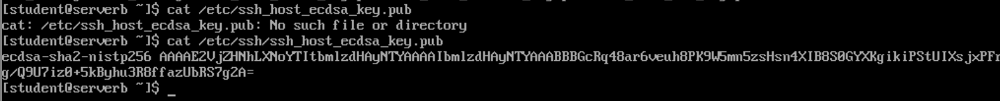 [student@serverb ~]$ cat /etc/ssh_host_ecdsa_key.pub
cat: /etc/ssh_host_ecdsa_key.pub: No such file or directory
[student@serverb ~]$ cat /etc/ssh/ssh_host_ecdsa_key.pub
ecdsa-sha2-nistp256 AAAAE2VjZHNhLXNoYTItbmlzdHAyNTYAAAAIbmlzdHAyNTYAAABBBGcRq48ar6veuh8PK9W5mn5zsHsn4XIB8S0GYXKgikiPStUIXsjxPFr
g/Q9U7iz0+5kByhu3R8ffazUbRS7g2A=
[student@serverb ~]$ _